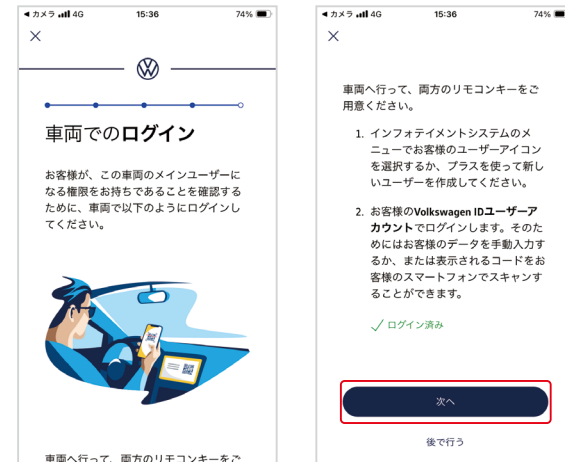 ◀ カメラ 4G 15:36 74%
車両でのログイン
お客様が、この車両のメインユーザーに
なる権限をお持ちであることを確認する
ために、車両で以下のようにログインし
てください。
車両へ行って、両方のリモコンキーをご
◀ カメラ 4G 15:36 74%
車両へ行って、両方のリモコンキーをご
用意ください。
1. インフォテイメントシステムのメ
ニューでお客様のユーザーアイコン
を選択するか、プラスを使って新し
いユーザーを作成してください。
2. お客様のVolkswagen IDユーザーア
カウントでログインします。そのた
めにはお客様のデータを手動入力す
るか、または表示されるコードをお
客様のスマートフォンでスキャンす
ることができます。
✓ ログイン済み
次へ
後で行う